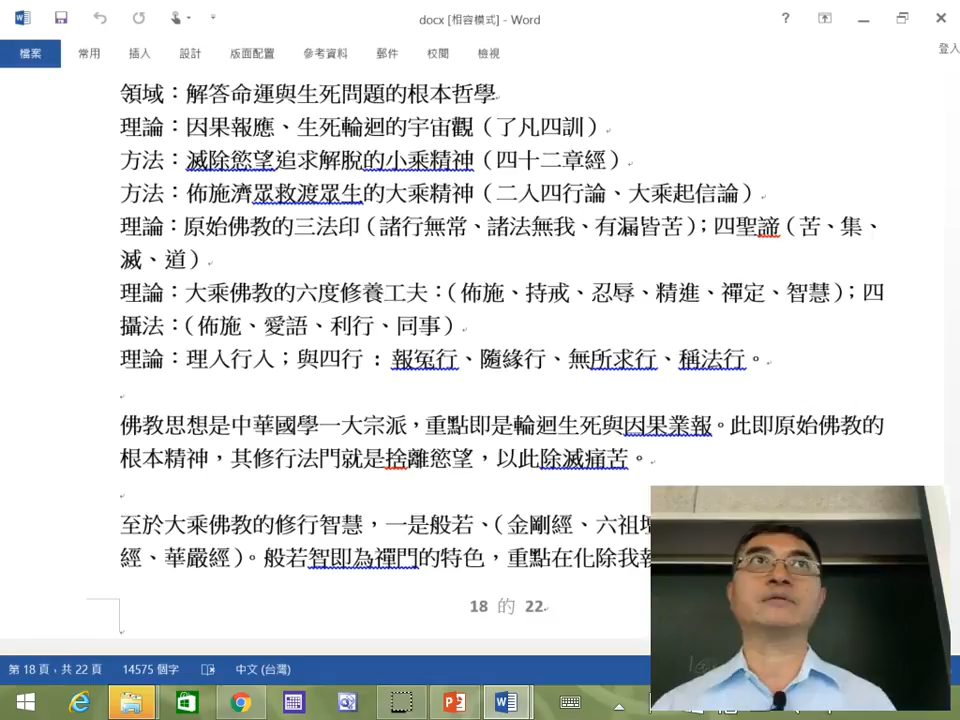 docx [相容模式] - Word
?
登入
檔案 常用 插入 設計 版面配置 參考資料 郵件 校閱 檢視
領域：解答命運與生死問題的根本哲學
理論：因果報應、生死輪迴的宇宙觀（了凡四訓）
方法：滅除慾望追求解脫的小乘精神（四十二章經）
方法：佈施濟眾救渡眾生的大乘精神（二入四行論、大乘起信論）
理論：原始佛教的三法印（諸行無常、諸法無我、有漏皆苦）；四聖諦（苦、集、
滅、道）
理論：大乘佛教的六度修養工夫：（佈施、持戒、忍辱、精進、禪定、智慧）；四
攝法：（佈施、愛語、利行、同事）
理論：理入行入；與四行：報冤行、隨緣行、無所求行、稱法行。
佛教思想是中華國學一大宗派，重點即是輪迴生死與因果業報。此即原始佛教的
根本精神，其修行法門就是捨離慾望，以此除滅痛苦。
至於大乘佛教的修行智慧，一是般若、（金剛經、六祖壇
經、華嚴經）。般若智即為禪門的特色，重點在化除我執
18 的 22
第 18 頁，共 22 頁 14575 個字 中文 (台灣)